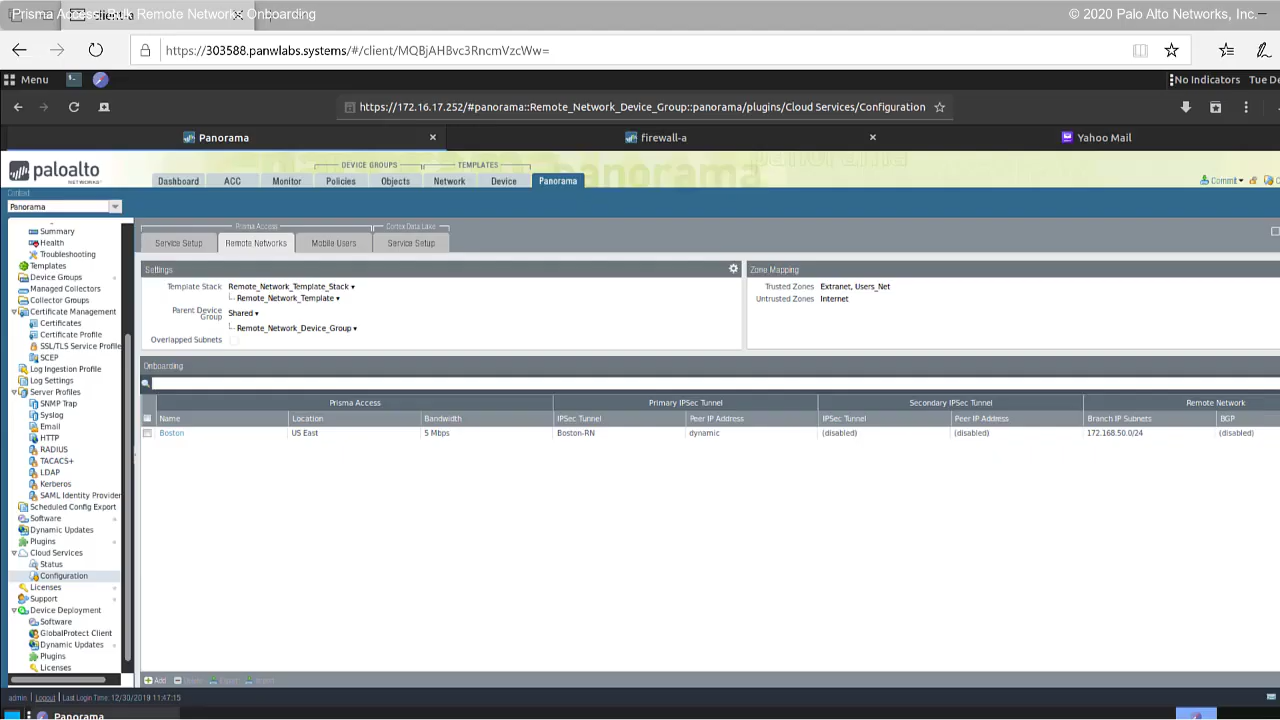 Prisma Access: Bulk Remote Networks Onboarding
© 2020 Palo Alto Networks, Inc.
https://303588.panwlabs.systems/#/client/MQBjAHBvc3RncmVzcWw=
Menu
No Indicators Tue De
https://172.16.17.252/#panorama::Remote_Network_Device_Group::panorama/plugins/Cloud Services/Configuration
Panorama
firewall-a
Yahoo Mail
paloalto
NETWORKS
DEVICE GROUPS
TEMPLATES
Dashboard
ACC
Monitor
Policies
Objects
Network
Device
Panorama
Commit
Context
Panorama
Summary
Health
Troubleshooting
Templates
Device Groups
Managed Collectors
Collector Groups
Certificate Management
Certificates
Certificate Profile
SSL/TLS Service Profile
SCEP
Log Ingestion Profile
Log Settings
Server Profiles
SNMP Trap
Syslog
Email
HTTP
RADIUS
TACACS+
LDAP
Kerberos
SAML Identity Provider
Scheduled Config Export
Software
Dynamic Updates
Plugins
Cloud Services
Status
Configuration
Licenses
Support
Device Deployment
Software
GlobalProtect Client
Dynamic Updates
Plugins
Licenses
Prisma Access
Cortex Data Lake
Service Setup
Remote Networks
Mobile Users
Service Setup
Settings
Template Stack Remote_Network_Template_Stack
Remote_Network_Template
Parent Device Group Shared
Remote_Network_Device_Group
Overlapped Subnets
Zone Mapping
Trusted Zones Extranet, Users_Net
Untrusted Zones Internet
Onboarding
Prisma Access Primary IPSec Tunnel Secondary IPSec Tunnel Remote Network
Name Location Bandwidth IPSec Tunnel Peer IP Address IPSec Tunnel Peer IP Address Branch IP Subnets BGP
Boston US East 5 Mbps Boston-RN dynamic (disabled) (disabled) 172.168.50.0/24 (disabled)
Add Delete Export Import
admin Logout Last Login Time: 12/30/2019 11:47:15
Panorama